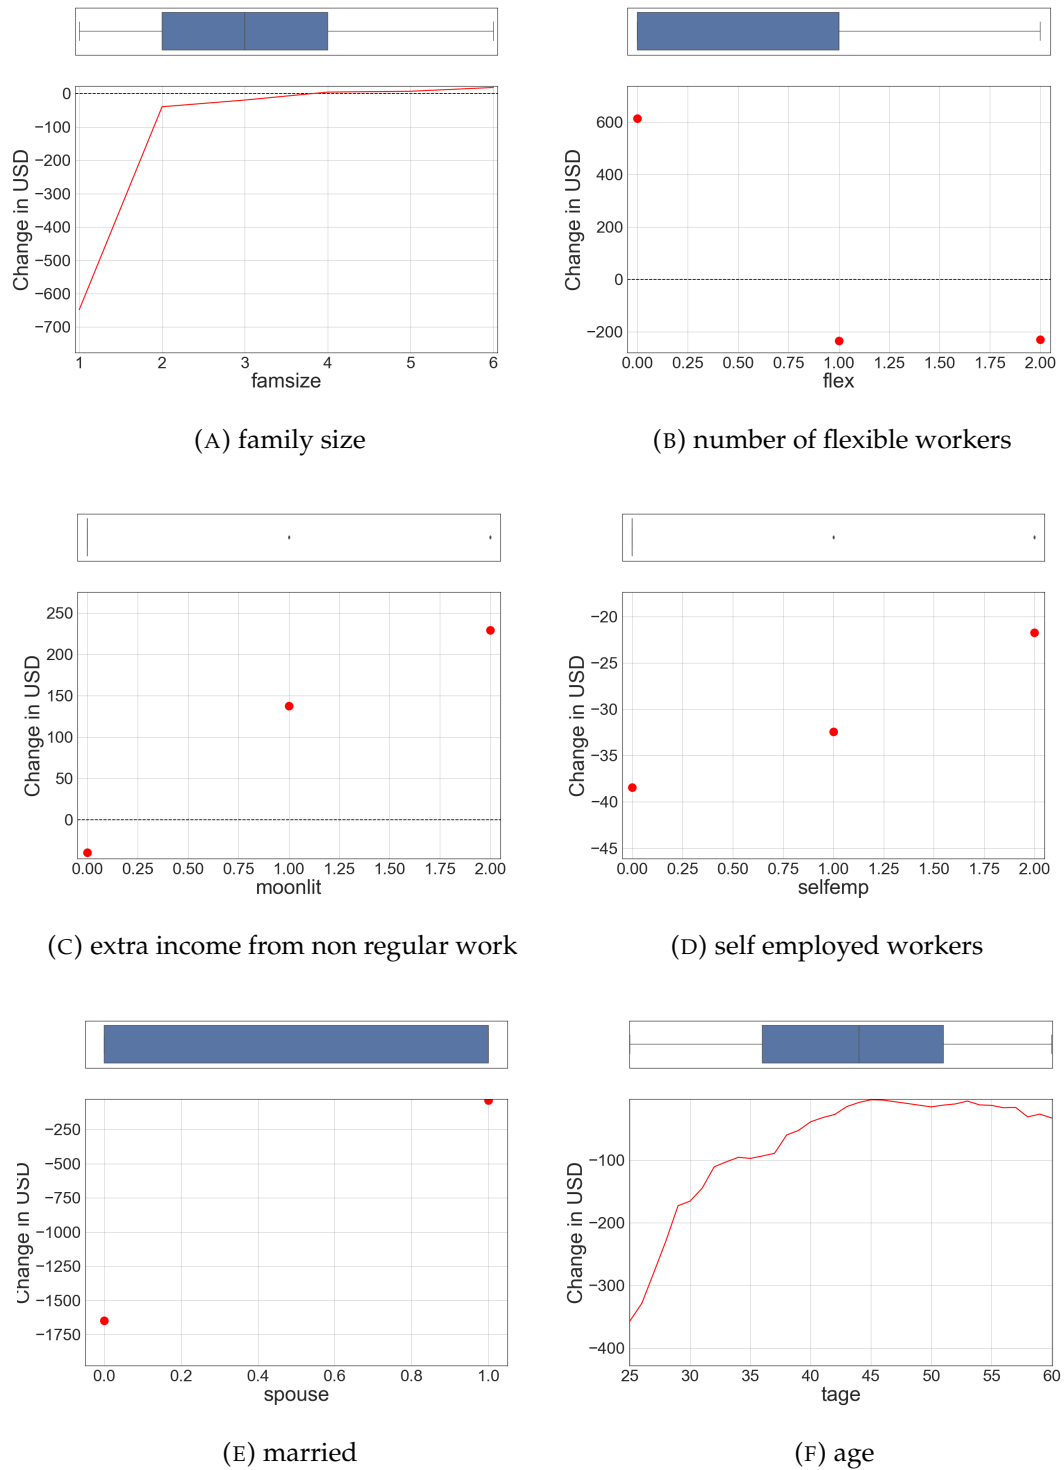 0
−100
−200
−300
−400
−500
−600
−700
Change in USD
1 2 3 4 5 6
famsize
(A) family size
600
400
200
0
−200
Change in USD
0.00 0.25 0.50 0.75 1.00 1.25 1.50 1.75 2.00
flex
(B) number of flexible workers
250
200
150
100
50
0
Change in USD
0.00 0.25 0.50 0.75 1.00 1.25 1.50 1.75 2.00
moonlit
(C) extra income from non regular work
−20
−25
−30
−35
−40
−45
Change in USD
0.00 0.25 0.50 0.75 1.00 1.25 1.50 1.75 2.00
selfemp
(D) self employed workers
−250
−500
−750
−1000
−1250
−1500
−1750
Change in USD
0.0 0.2 0.4 0.6 0.8 1.0
spouse
(E) married
−100
−200
−300
−400
Change in USD
25 30 35 40 45 50 55 60
tage
(F) age